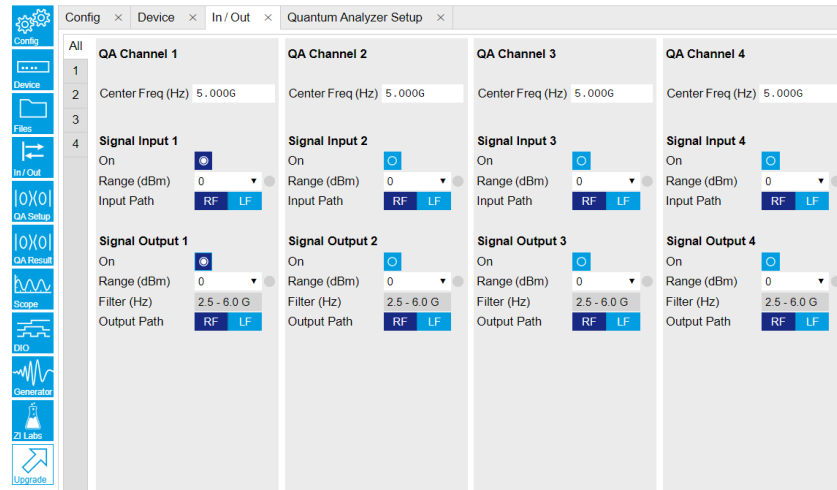 Config × Device × In / Out × Quantum Analyzer Setup ×
Config
Device
Files
In / Out
QA Setup
QA Result
Scope
DIO
Generator
ZI Labs
Upgrade
All
1
2
3
4
QA Channel 1
Center Freq (Hz) 5.000G
Signal Input 1
On
Range (dBm) 0
Input Path RF LF
Signal Output 1
On
Range (dBm) 0
Filter (Hz) 2.5 - 6.0 G
Output Path RF LF
QA Channel 2
Center Freq (Hz) 5.000G
Signal Input 2
On
Range (dBm) 0
Input Path RF LF
Signal Output 2
On
Range (dBm) 0
Filter (Hz) 2.5 - 6.0 G
Output Path RF LF
QA Channel 3
Center Freq (Hz) 5.000G
Signal Input 3
On
Range (dBm) 0
Input Path RF LF
Signal Output 3
On
Range (dBm) 0
Filter (Hz) 2.5 - 6.0 G
Output Path RF LF
QA Channel 4
Center Freq (Hz) 5.000G
Signal Input 4
On
Range (dBm) 0
Input Path RF LF
Signal Output 4
On
Range (dBm) 0
Filter (Hz) 2.5 - 6.0 G
Output Path RF LF